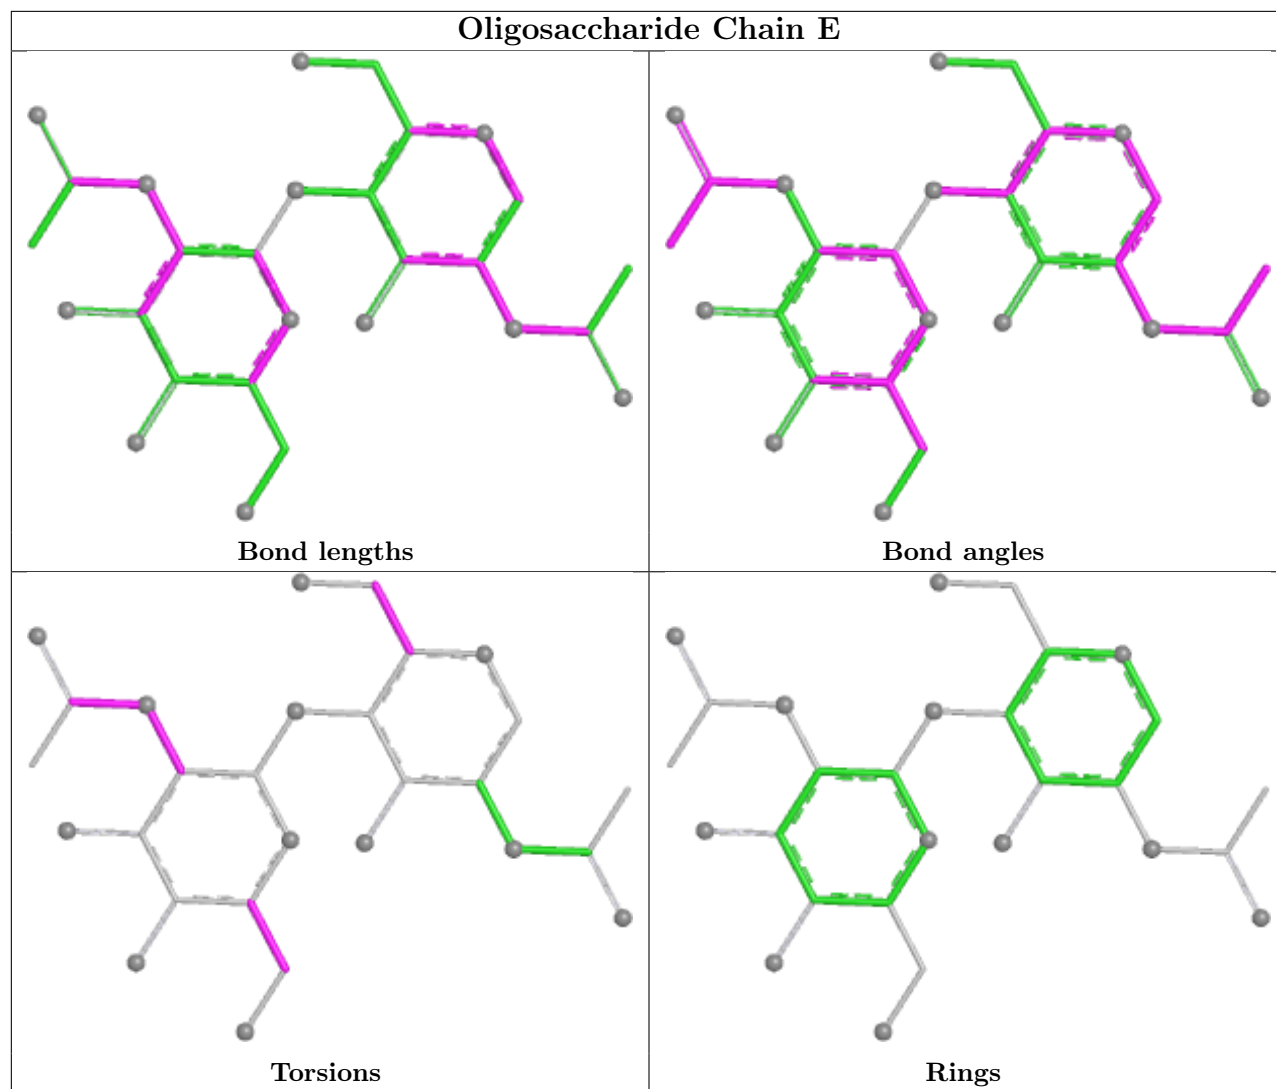 Oligosaccharide Chain E
Bond lengths
Bond angles
Torsions
Rings